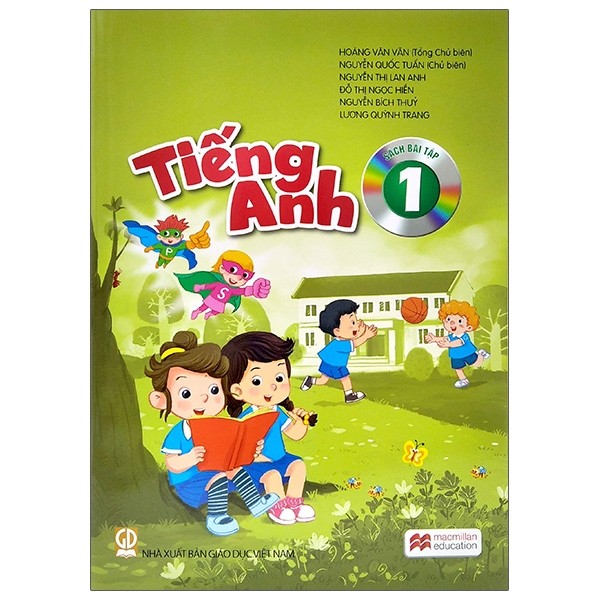 HOÀNG VĂN VÂN (Tổng Chủ biên)
NGUYỄN QUỐC TUẤN (Chủ biên)
NGUYỄN THỊ LAN ANH
ĐỖ THỊ NGỌC HIỀN
NGUYỄN BÍCH THUỶ
LƯƠNG QUỲNH TRANG
Tiếng
Anh
SÁCH BÀI TẬP
1
P
S
GD
NHÀ XUẤT BẢN GIÁO DỤC VIỆT NAM
macmillan
education